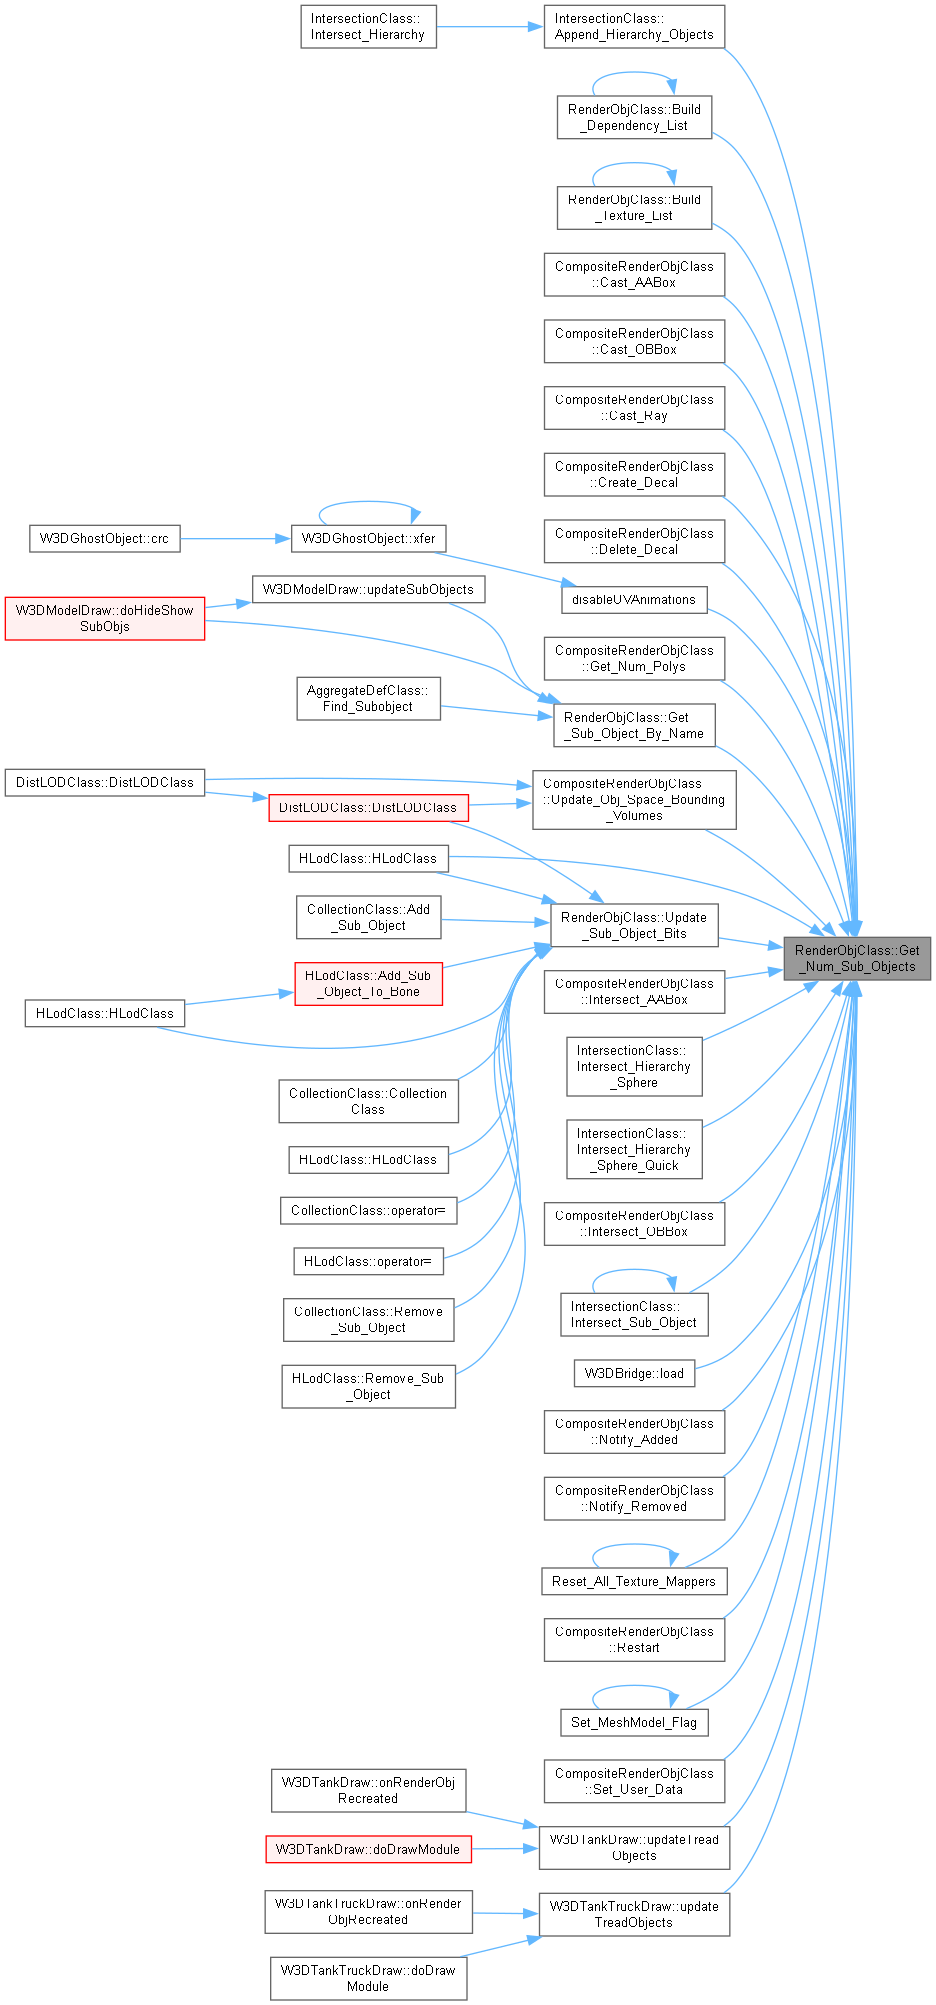 IntersectionClass::
Intersect_Hierarchy
IntersectionClass::
Append_Hierarchy_Objects
RenderObjClass::Build
_Dependency_List
RenderObjClass::Build
_Texture_List
CompositeRenderObjClass
::Cast_AABox
CompositeRenderObjClass
::Cast_OBBox
CompositeRenderObjClass
::Cast_Ray
CompositeRenderObjClass
::Create_Decal
CompositeRenderObjClass
::Delete_Decal
W3DGhostObject::crc
W3DGhostObject::xfer
disableUVAnimations
W3DModelDraw::updateSubObjects
W3DModelDraw::doHideShow
SubObjs
CompositeRenderObjClass
::Get_Num_Polys
AggregateDefClass::
Find_Subobject
RenderObjClass::Get
_Sub_Object_By_Name
DistLODClass::DistLODClass
DistLODClass::DistLODClass
CompositeRenderObjClass
::Update_Obj_Space_Bounding
_Volumes
HLodClass::HLodClass
CollectionClass::Add
_Sub_Object
RenderObjClass::Update
_Sub_Object_Bits
RenderObjClass::Get
_Num_Sub_Objects
HLodClass::Add_Sub
_Object_To_Bone
CompositeRenderObjClass
::Intersect_AABox
HLodClass::HLodClass
IntersectionClass::
Intersect_Hierarchy
_Sphere
CollectionClass::Collection
Class
IntersectionClass::
Intersect_Hierarchy
_Sphere_Quick
HLodClass::HLodClass
CollectionClass::operator=
CompositeRenderObjClass
::Intersect_OBBox
HLodClass::operator=
CollectionClass::Remove
_Sub_Object
IntersectionClass::
Intersect_Sub_Object
HLodClass::Remove_Sub
_Object
W3DBridge::load
CompositeRenderObjClass
::Notify_Added
CompositeRenderObjClass
::Notify_Removed
Reset_All_Texture_Mappers
CompositeRenderObjClass
::Restart
Set_MeshModel_Flag
CompositeRenderObjClass
::Set_User_Data
W3DTankDraw::onRenderObj
Recreated
W3DTankDraw::doDrawModule
W3DTankDraw::updateTread
Objects
W3DTankTruckDraw::onRender
ObjRecreated
W3DTankTruckDraw::update
TreadObjects
W3DTankTruckDraw::doDraw
Module